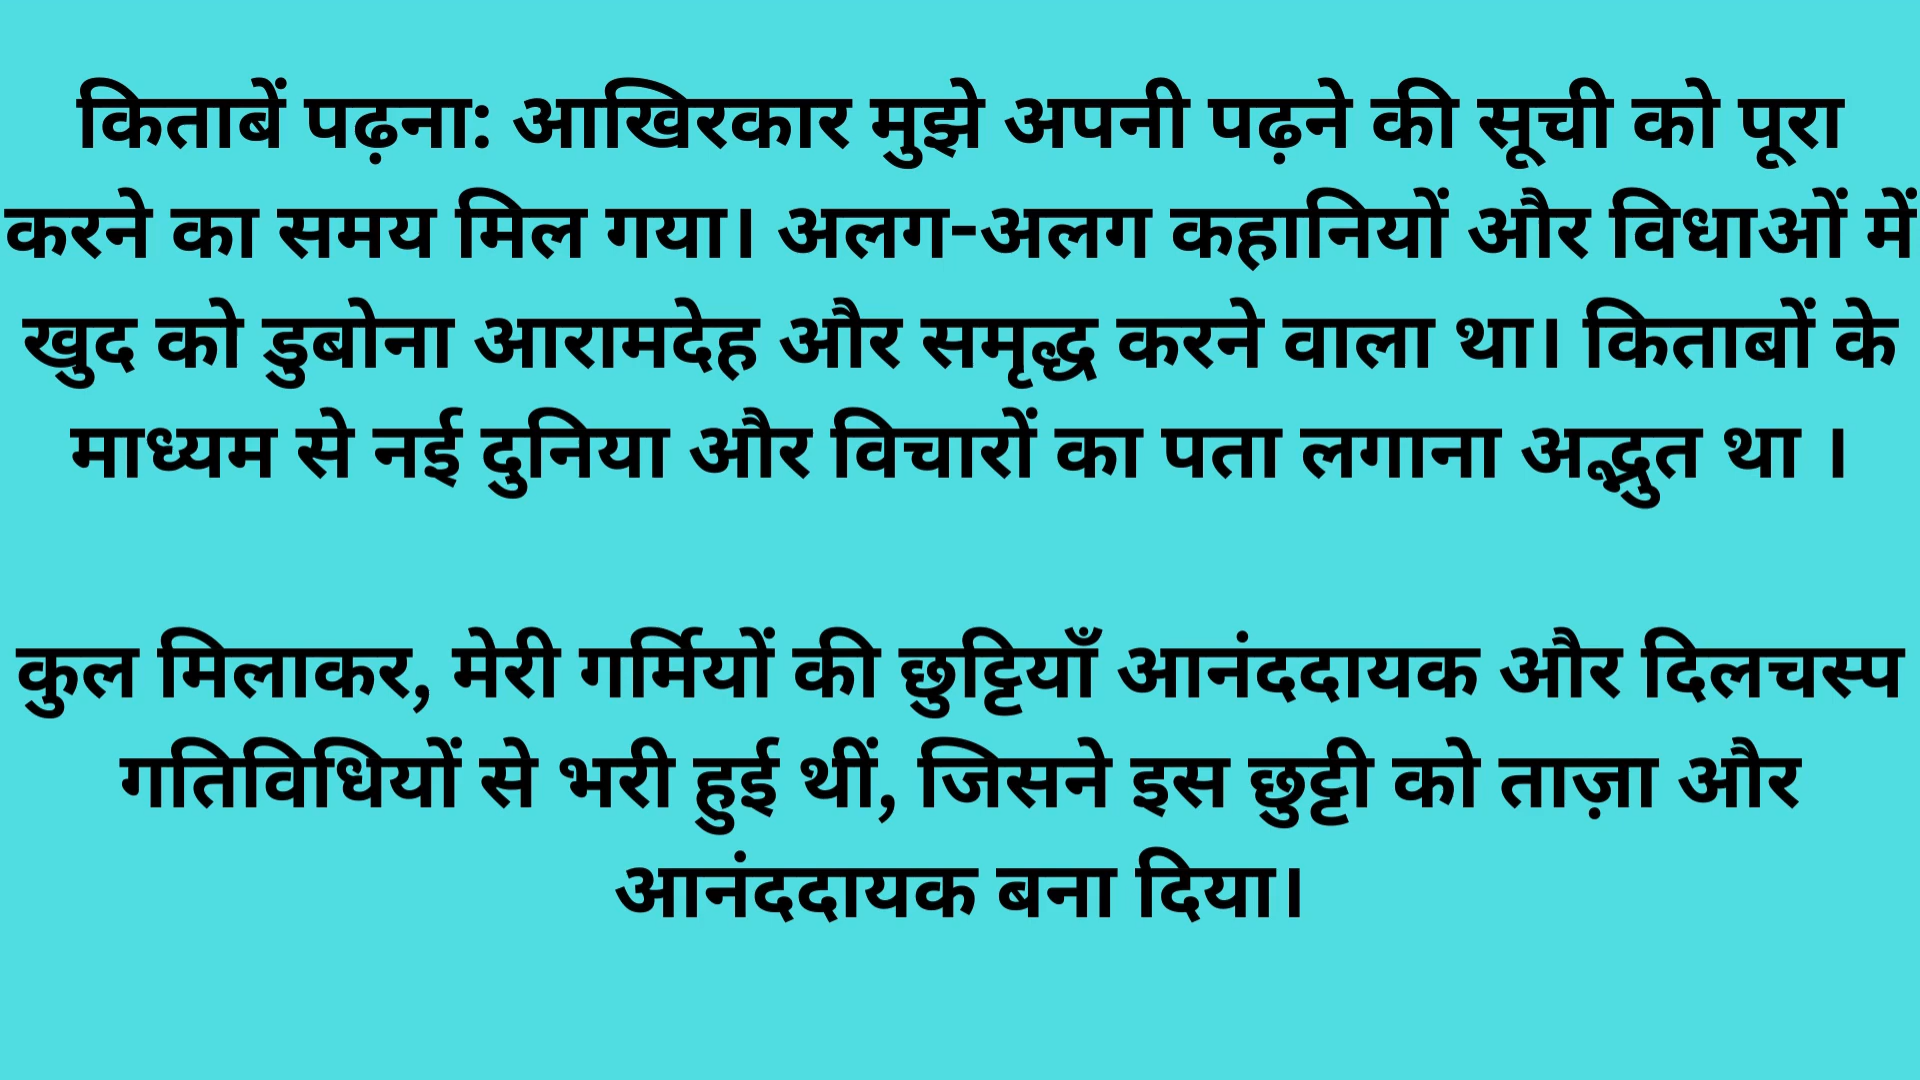 किताबें पढ़ना: आखिरकार मुझे अपनी पढ़ने की सूची को पूरा
करने का समय मिल गया। अलग-अलग कहानियों और विधाओं में
खुद को डुबोना आरामदेह और समृद्ध करने वाला था। किताबों के
माध्यम से नई दुनिया और विचारों का पता लगाना अद्भुत था ।
कुल मिलाकर, मेरी गर्मियों की छुट्टियाँ आनंददायक और दिलचस्प
गतिविधियों से भरी हुई थीं, जिसने इस छुट्टी को ताज़ा और
आनंददायक बना दिया।